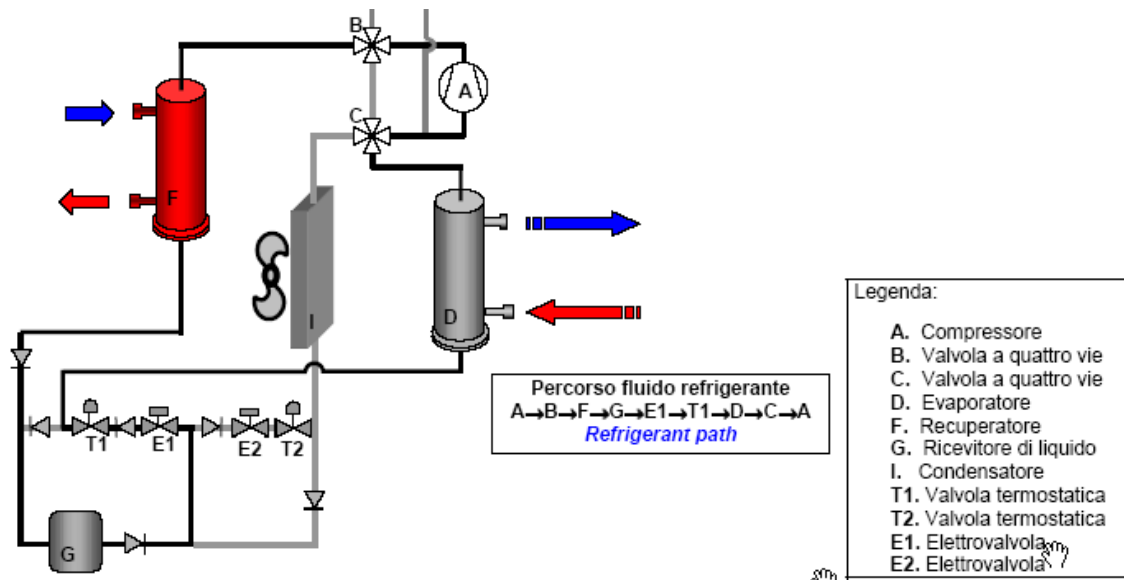 B
A
C
F
D
I
Legenda:
A. Compressore
B. Valvola a quattro vie
C. Valvola a quattro vie
D. Evaporatore
F. Recuperatore
G. Ricevitore di liquido
I. Condensatore
T1. Valvola termostatica
T2. Valvola termostatica
E1. Elettrovalvola
E2. Elettrovalvola
Percorso fluido refrigerante
A→B→F→G→E1→T1→D→C→A
Refrigerant path
T1 E1 E2 T2
G